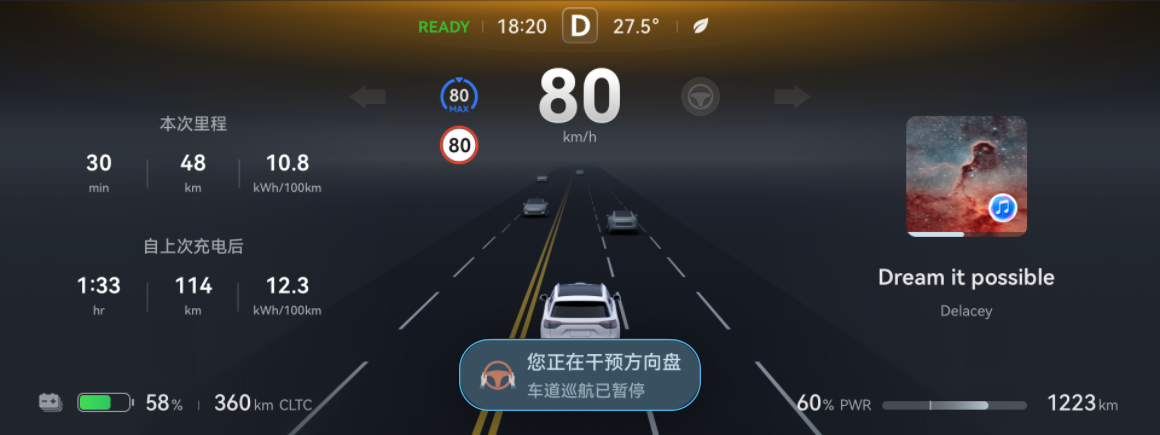 READY 18:20 D 27.5°
80
MAX
80
km/h
80
本次里程
30 48 10.8
min km kWh/100km
自上次充电后
1:33 114 12.3
hr km kWh/100km
Dream it possible
Delacey
您正在干预方向盘
车道巡航已暂停
58% 360 km CLTC
60% PWR 1223 km